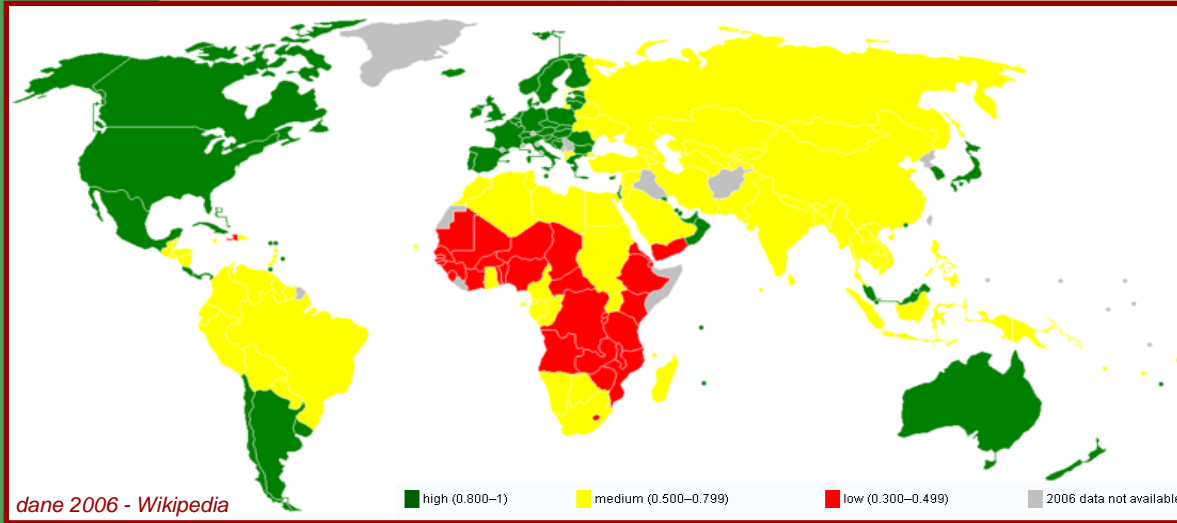 dane 2006 - Wikipedia
high (0.800–1)
medium (0.500–0.799)
low (0.300–0.499)
2006 data not available